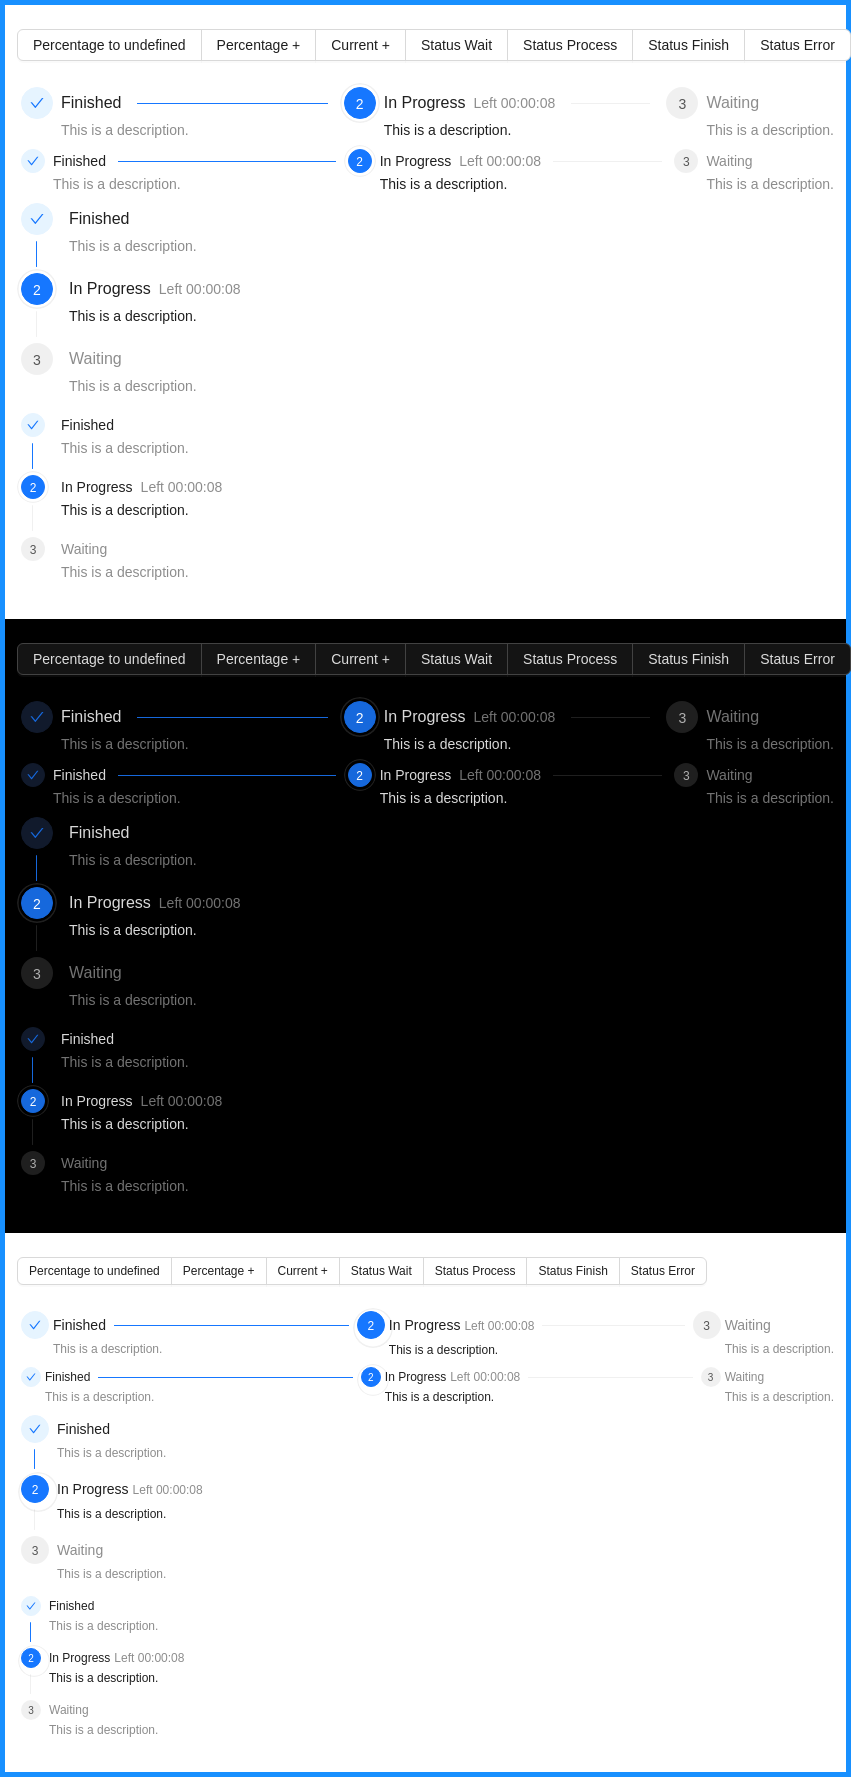 Percentage to undefined Percentage + Current + Status Wait Status Process Status Finish Status Error
Finished 2 In Progress Left 00:00:08 3 Waiting
This is a description. This is a description. This is a description.
Finished 2 In Progress Left 00:00:08 3 Waiting
This is a description. This is a description. This is a description.
Finished
This is a description.
2 In Progress Left 00:00:08
This is a description.
3 Waiting
This is a description.
Finished
This is a description.
2 In Progress Left 00:00:08
This is a description.
3 Waiting
This is a description.
Percentage to undefined Percentage + Current + Status Wait Status Process Status Finish Status Error
Finished 2 In Progress Left 00:00:08 3 Waiting
This is a description. This is a description. This is a description.
Finished 2 In Progress Left 00:00:08 3 Waiting
This is a description. This is a description. This is a description.
Finished
This is a description.
2 In Progress Left 00:00:08
This is a description.
3 Waiting
This is a description.
Finished
This is a description.
2 In Progress Left 00:00:08
This is a description.
3 Waiting
This is a description.
Percentage to undefined Percentage + Current + Status Wait Status Process Status Finish Status Error
Finished 2 In Progress Left 00:00:08 3 Waiting
This is a description. This is a description. This is a description.
Finished 2 In Progress Left 00:00:08 3 Waiting
This is a description. This is a description. This is a description.
Finished
This is a description.
2 In Progress Left 00:00:08
This is a description.
3 Waiting
This is a description.
Finished
This is a description.
2 In Progress Left 00:00:08
This is a description.
3 Waiting
This is a description.